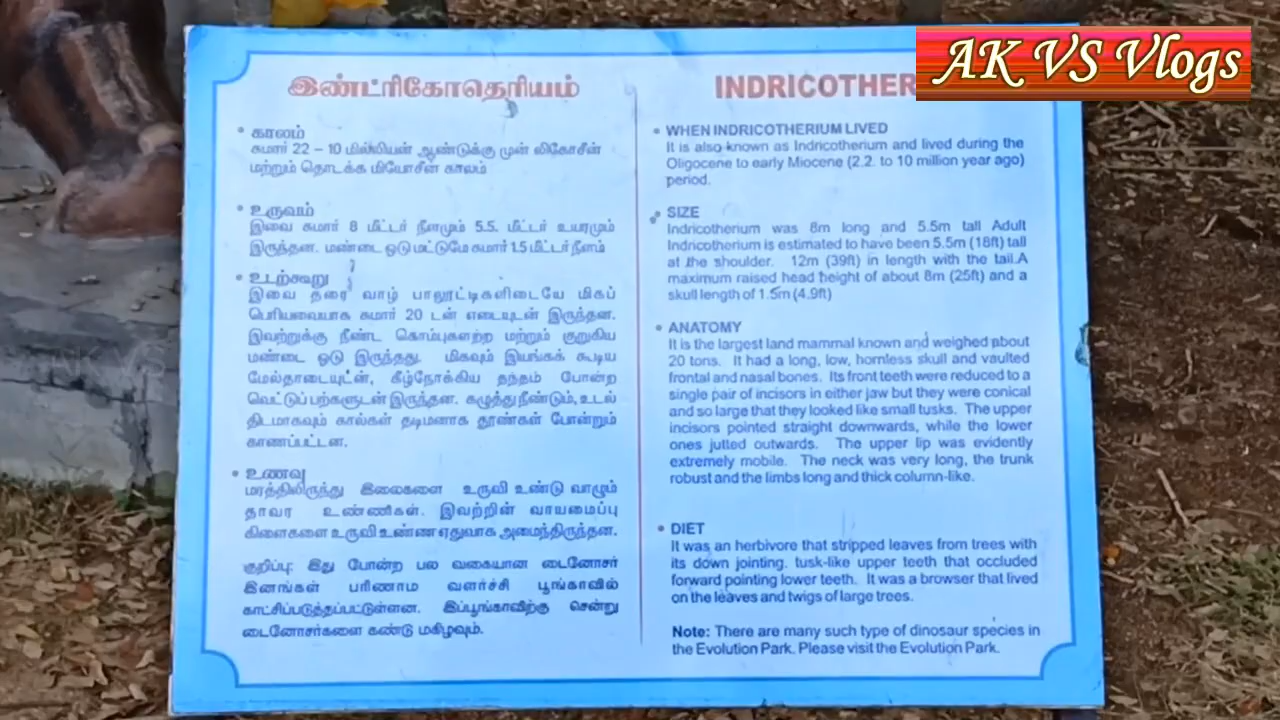 AK VS Vlogs
இண்ட்ரிகோதெரியம்
• காலம்
சுமார் 22 – 10 மில்லியன் ஆண்டுக்கு முன் லிகோசீன்
மற்றும் தொடக்க மியோசீன் காலம்
• உருவம்
இவை சுமார் 8 மீட்டர் நீளமும் 5.5. மீட்டர் உயரமும்
இருந்தன. மண்டை ஓடு மட்டுமே சுமார் 1.5 மீட்டர் நீளம்
• உடற்கூறு
இவை தரை வாழ் பாலூட்டிகளிடையே மிகப்
பெரியவையாக சுமார் 20 டன் எடையுடன் இருந்தன.
இவற்றுக்கு நீண்ட கொம்புகளற்ற மற்றும் குறுகிய
மண்டை ஓடு இருந்தது. மிகவும் இயங்கக் கூடிய
மேல்தாடையுடன், கீழ்நோக்கிய தந்தம் போன்ற
வெட்டுப் பற்களுடன் இருந்தன. கழுத்து நீண்டும், உடல்
திடமாகவும் கால்கள் தடிமனாக தூண்கள் போன்றும்
காணப்பட்டன.
• உணவு
மரத்திலிருந்து இலைகளை உருவி உண்டு வாழும்
தாவர உண்ணிகள். இவற்றின் வாயமைப்பு
கிளைகளை உருவி உண்ண ஏதுவாக அமைந்திருந்தன.
குறிப்பு: இது போன்ற பல வகையான டைனோசர்
இனங்கள் பரிணாம வளர்ச்சி பூங்காவில்
காட்சிப்படுத்தப்பட்டுள்ளன. இப்பூங்காவிற்கு சென்று
டைனோசர்களை கண்டு மகிழவும்.
INDRICOTHER
• WHEN INDRICOTHERIUM LIVED
It is also known as Indricotherium and lived during the
Oligocene to early Miocene (2.2. to 10 million year ago)
period.
• SIZE
Indricotherium was 8m long and 5.5m tall Adult
Indricotherium is estimated to have been 5.5m (18ft) tall
at the shoulder. 12m (39ft) in length with the tail.A
maximum raised head height of about 8m (25ft) and a
skull length of 1.5m (4.9ft)
• ANATOMY
It is the largest land mammal known and weighed about
20 tons. It had a long, low, hornless skull and vaulted
frontal and nasal bones. Its front teeth were reduced to a
single pair of incisors in either jaw but they were conical
and so large that they looked like small tusks. The upper
incisors pointed straight downwards, while the lower
ones jutted outwards. The upper lip was evidently
extremely mobile. The neck was very long, the trunk
robust and the limbs long and thick column-like.
• DIET
It was an herbivore that stripped leaves from trees with
its down jointing. tusk-like upper teeth that occluded
forward pointing lower teeth. It was a browser that lived
on the leaves and twigs of large trees.
Note: There are many such type of dinosaur species in
the Evolution Park. Please visit the Evolution Park.
AK VS